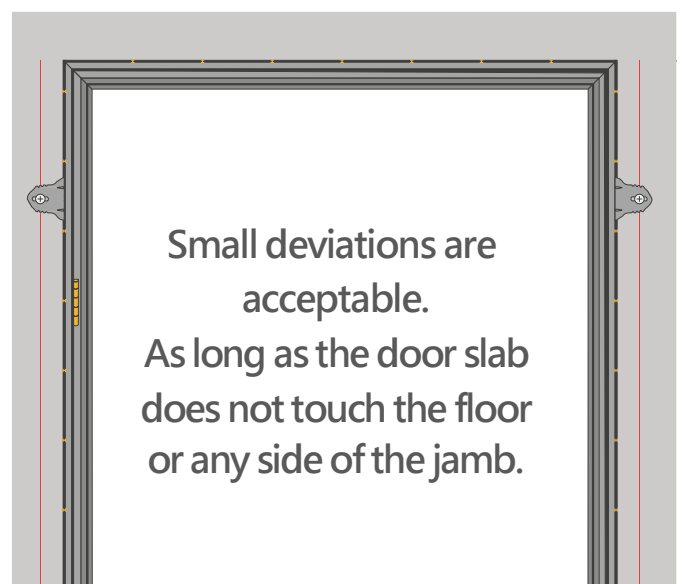 Small deviations are
acceptable.
As long as the door slab
does not touch the floor
or any side of the jamb.